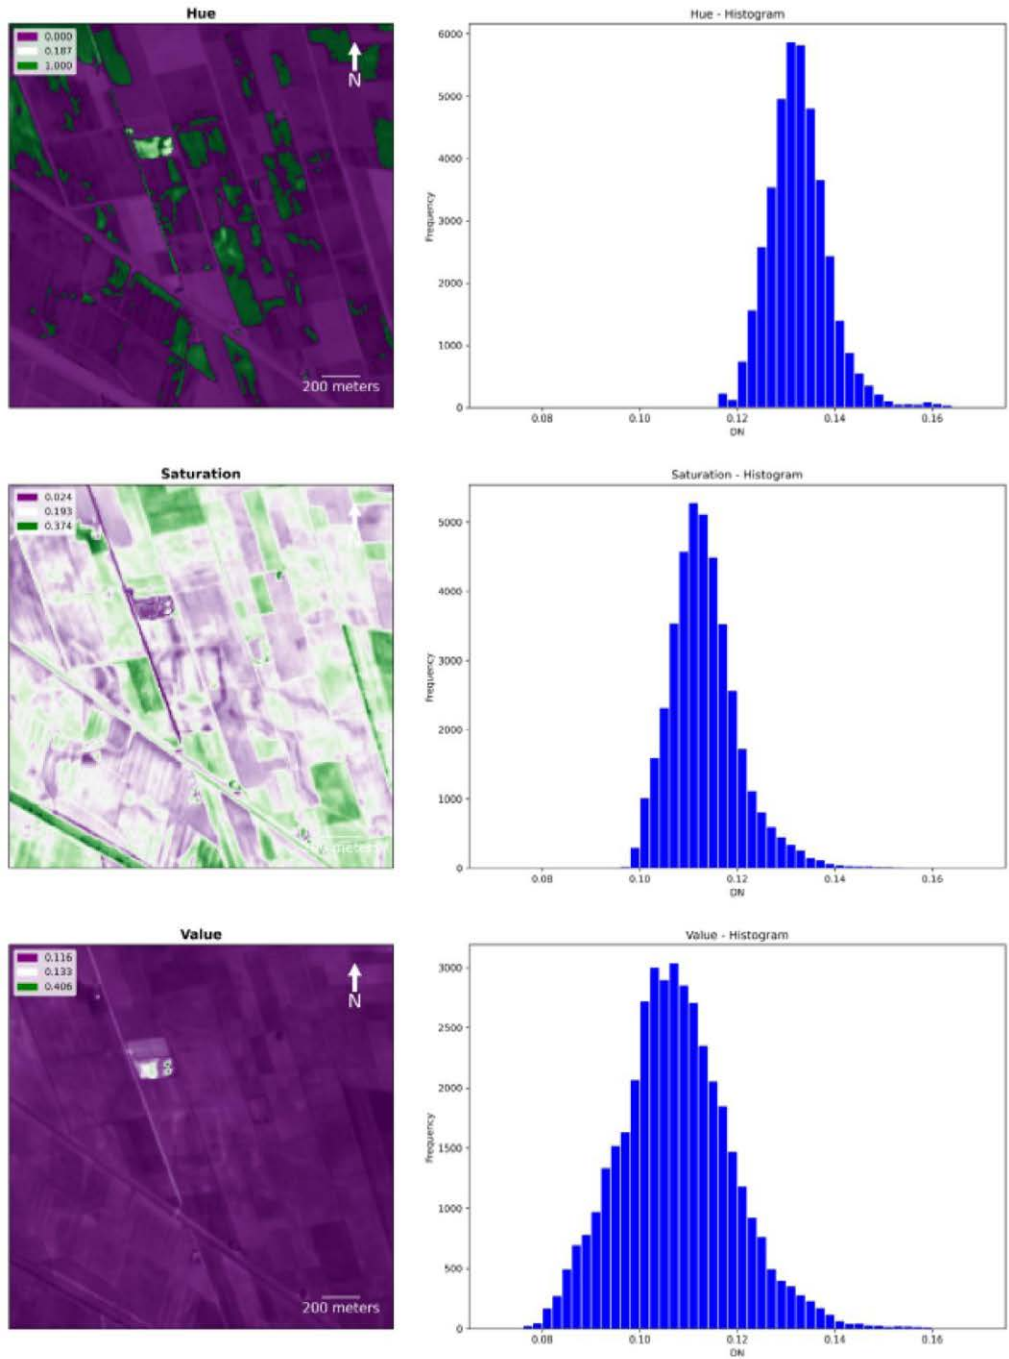 Hue
0.000
0.187
1.000
N
200 meters
Hue - Histogram
6000
5000
4000
3000
2000
1000
0
Frequency
0.08 0.10 0.12 0.14 0.16
DN
Saturation
0.024
0.193
0.374
meters
Saturation - Histogram
5000
4000
3000
2000
1000
0
Frequency
0.08 0.10 0.12 0.14 0.16
DN
Value
0.116
0.133
0.406
N
200 meters
Value - Histogram
3000
2500
2000
1500
1000
500
0
Frequency
0.08 0.10 0.12 0.14 0.16
DN